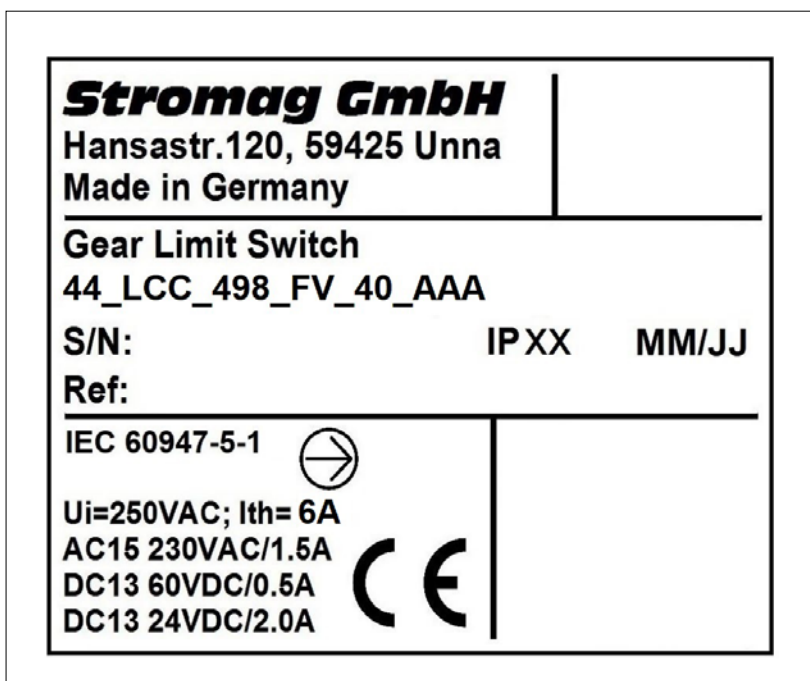 Stromag GmbH
Hansastr.120, 59425 Unna
Made in Germany
Gear Limit Switch
44_LCC_498_FV_40_AAA
S/N: IPXX MM/JJ
Ref:
IEC 60947-5-1
Ui=250VAC; Ith= 6A
AC15 230VAC/1.5A
DC13 60VDC/0.5A
DC13 24VDC/2.0A
CE